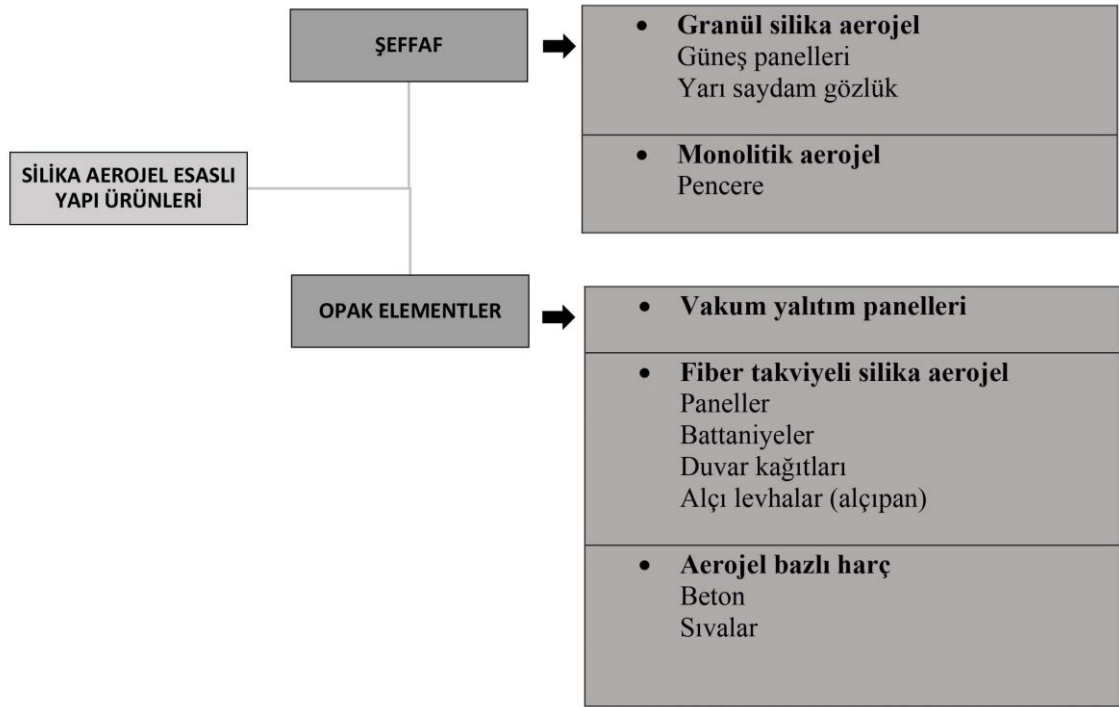 SİLİKA AEROJEL ESASLI
YAPI ÜRÜNLERİ
ŞEFFAF
• Granül silika aerojel
Güneş panelleri
Yarı saydam gözlük
• Monolitik aerojel
Pencere
OPAK ELEMENTLER
• Vakum yalıtım panelleri
• Fiber takviyeli silika aerojel
Paneller
Battaniyeler
Duvar kağıtları
Alçı levhalar (alçıpan)
• Aerojel bazlı harç
Beton
Sıvalar